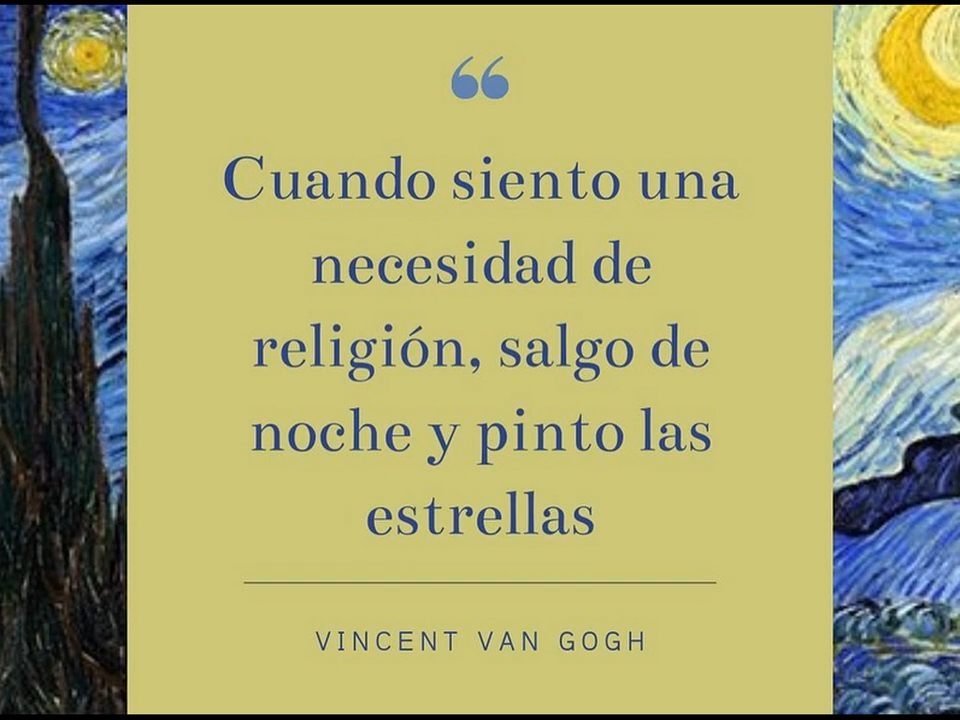 “
Cuando siento una
necesidad de
religión, salgo de
noche y pinto las
estrellas
VINCENT VAN GOGH